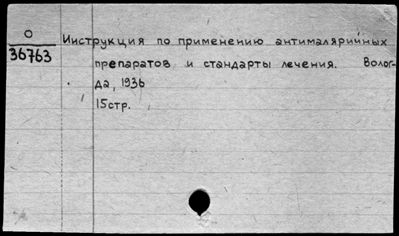 О
36763
Инструкция по применению антималярийных
препаратов и стандарты лечения. Волог-
да, 1936
15стр.